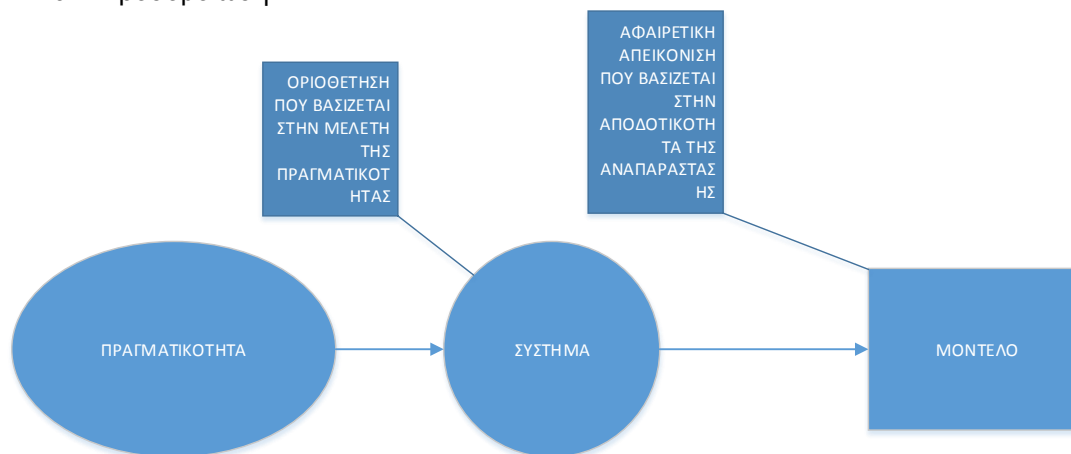 ΑΦΑΙΡΕΤΙΚΗ
ΑΠΕΙΚΟΝΙΣΗ
ΠΟΥ ΒΑΣΙΖΕΤΑΙ
ΣΤΗΝ
ΑΠΟΔΟΤΙΚΟΤΗ
ΤΑ ΤΗΣ
ΑΝΑΠΑΡΑΣΤΑΣ
ΗΣ
ΟΡΙΟΘΕΤΗΣΗ
ΠΟΥ ΒΑΣΙΖΕΤΑΙ
ΣΤΗΝ ΜΕΛΕΤΗ
ΤΗΣ
ΠΡΑΓΜΑΤΙΚΟΤ
ΗΤΑΣ
ΠΡΑΓΜΑΤΙΚΟΤΗΤΑ
ΣΥΣΤΗΜΑ
ΜΟΝΤΕΛΟ